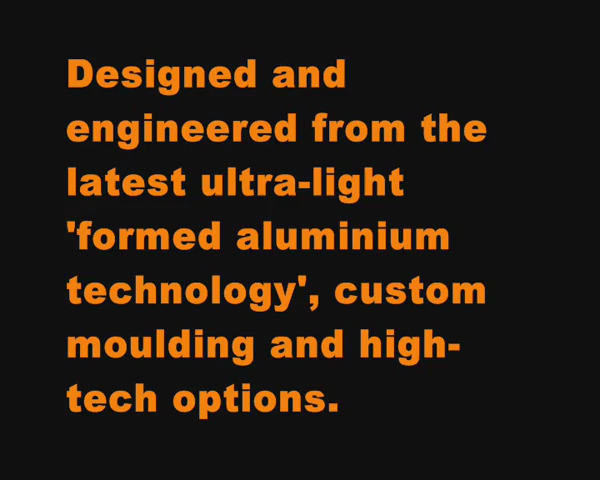 Designed and
engineered from the
latest ultra-light
'formed aluminium
technology', custom
moulding and high-
tech options.